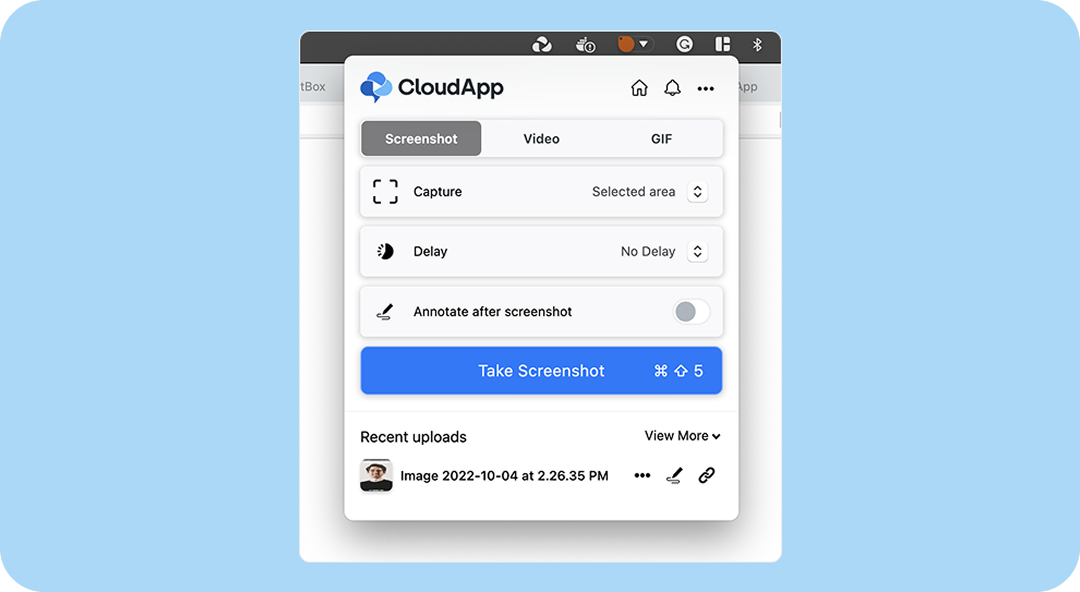 tBox
App
CloudApp
Screenshot Video GIF
Capture Selected area
Delay No Delay
Annotate after screenshot
Take Screenshot ⌘ ⇧ 5
Recent uploads View More
Image 2022-10-04 at 2.26.35 PM